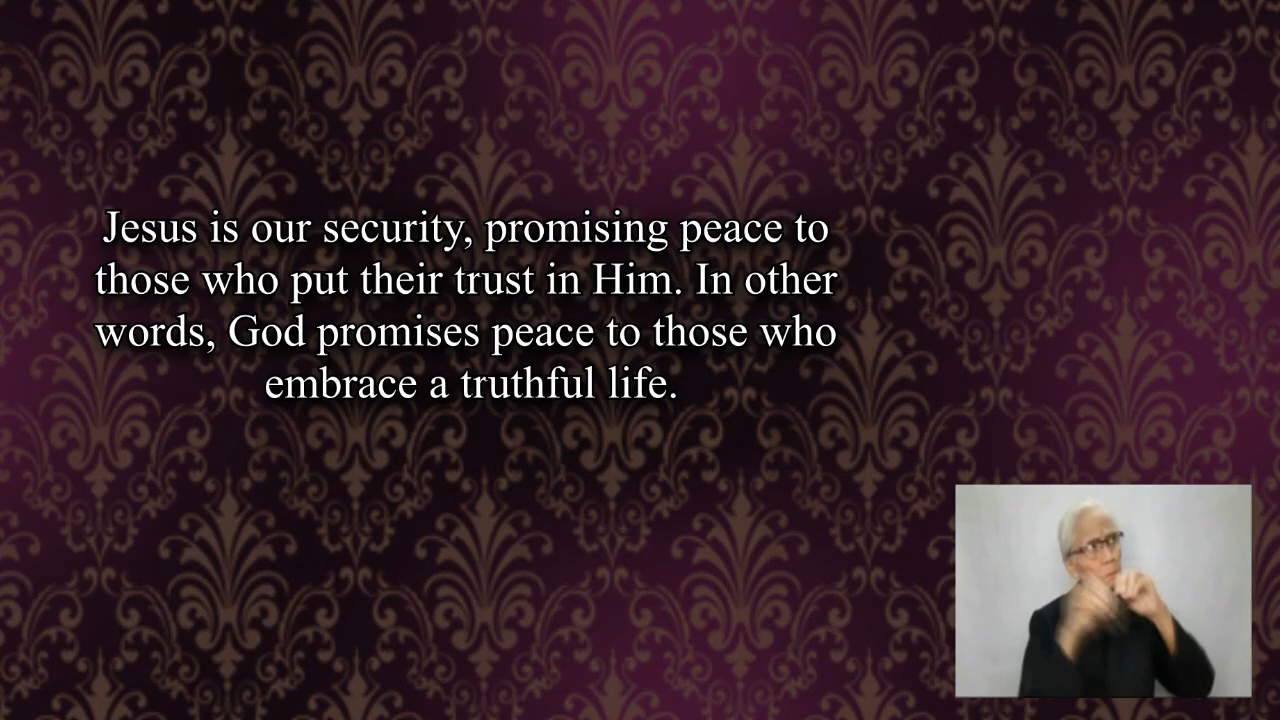 Jesus is our security, promising peace to
those who put their trust in Him. In other
words, God promises peace to those who
embrace a truthful life.